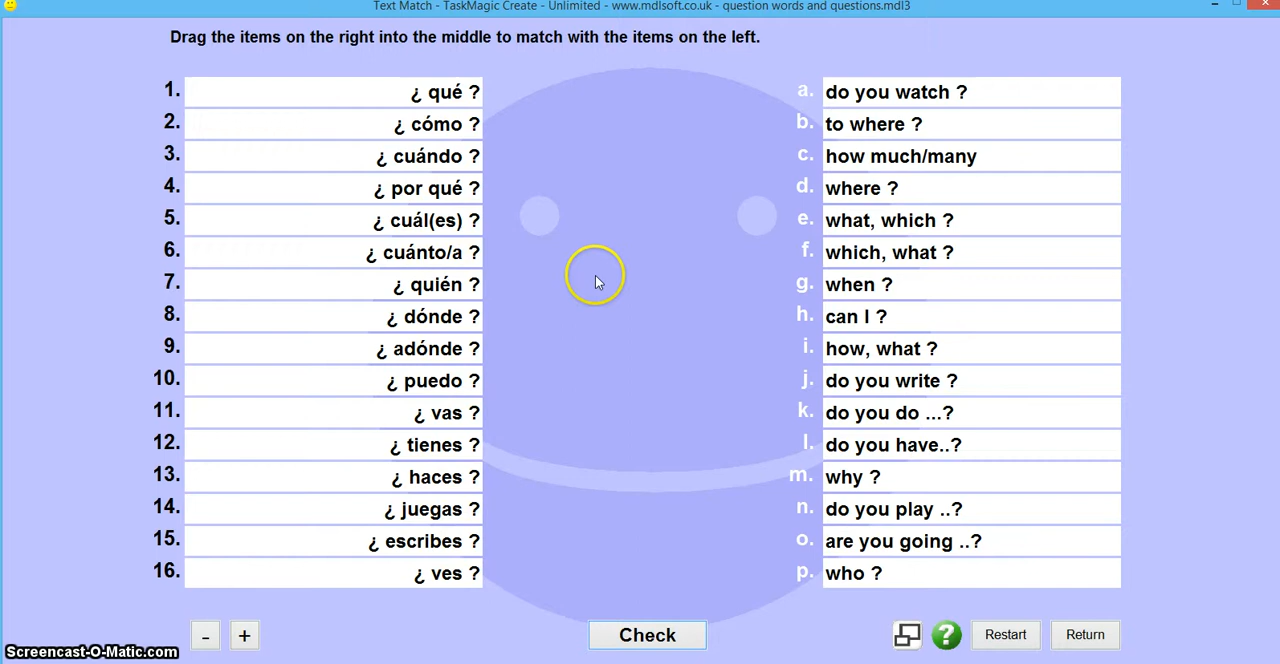 Text Match - TaskMagic Create - Unlimited - www.mdlsoft.co.uk - question words and questions.mdl3
Drag the items on the right into the middle to match with the items on the left.
1. ¿ qué ? a. do you watch ?
2. ¿ cómo ? b. to where ?
3. ¿ cuándo ? c. how much/many
4. ¿ por qué ? d. where ?
5. ¿ cuál(es) ? e. what, which ?
6. ¿ cuánto/a ? f. which, what ?
7. ¿ quién ? g. when ?
8. ¿ dónde ? h. can I ?
9. ¿ adónde ? i. how, what ?
10. ¿ puedo ? j. do you write ?
11. ¿ vas ? k. do you do ...?
12. ¿ tienes ? l. do you have..?
13. ¿ haces ? m. why ?
14. ¿ juegas ? n. do you play ..?
15. ¿ escribes ? o. are you going ..?
16. ¿ ves ? p. who ?
- + Check ? Restart Return
Screencast-O-Matic.com